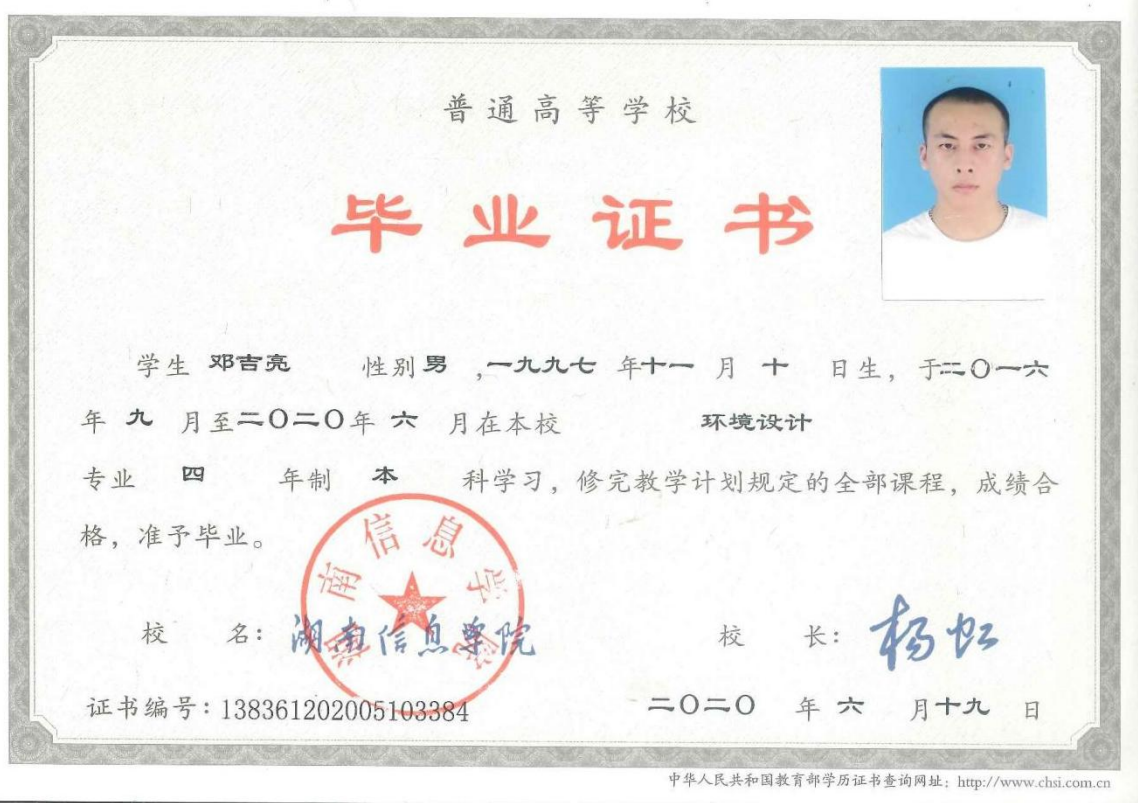 普通高等学校
毕业证书
学生 邓吉亮 性别 男 ,一九九七 年十一 月 十 日生，于二〇一六
年 九 月至二〇二〇年 六 月在本校 环境设计
专业 四 年制 本 科学习，修完教学计划规定的全部课程，成绩合
格，准予毕业。
湖南信息学院
校 名：湖南信息学院 校 长：杨虹
证书编号：138361202005103384 二〇二〇 年 六 月十九 日
中华人民共和国教育部学历证书查询网址：http://www.chsi.com.cn